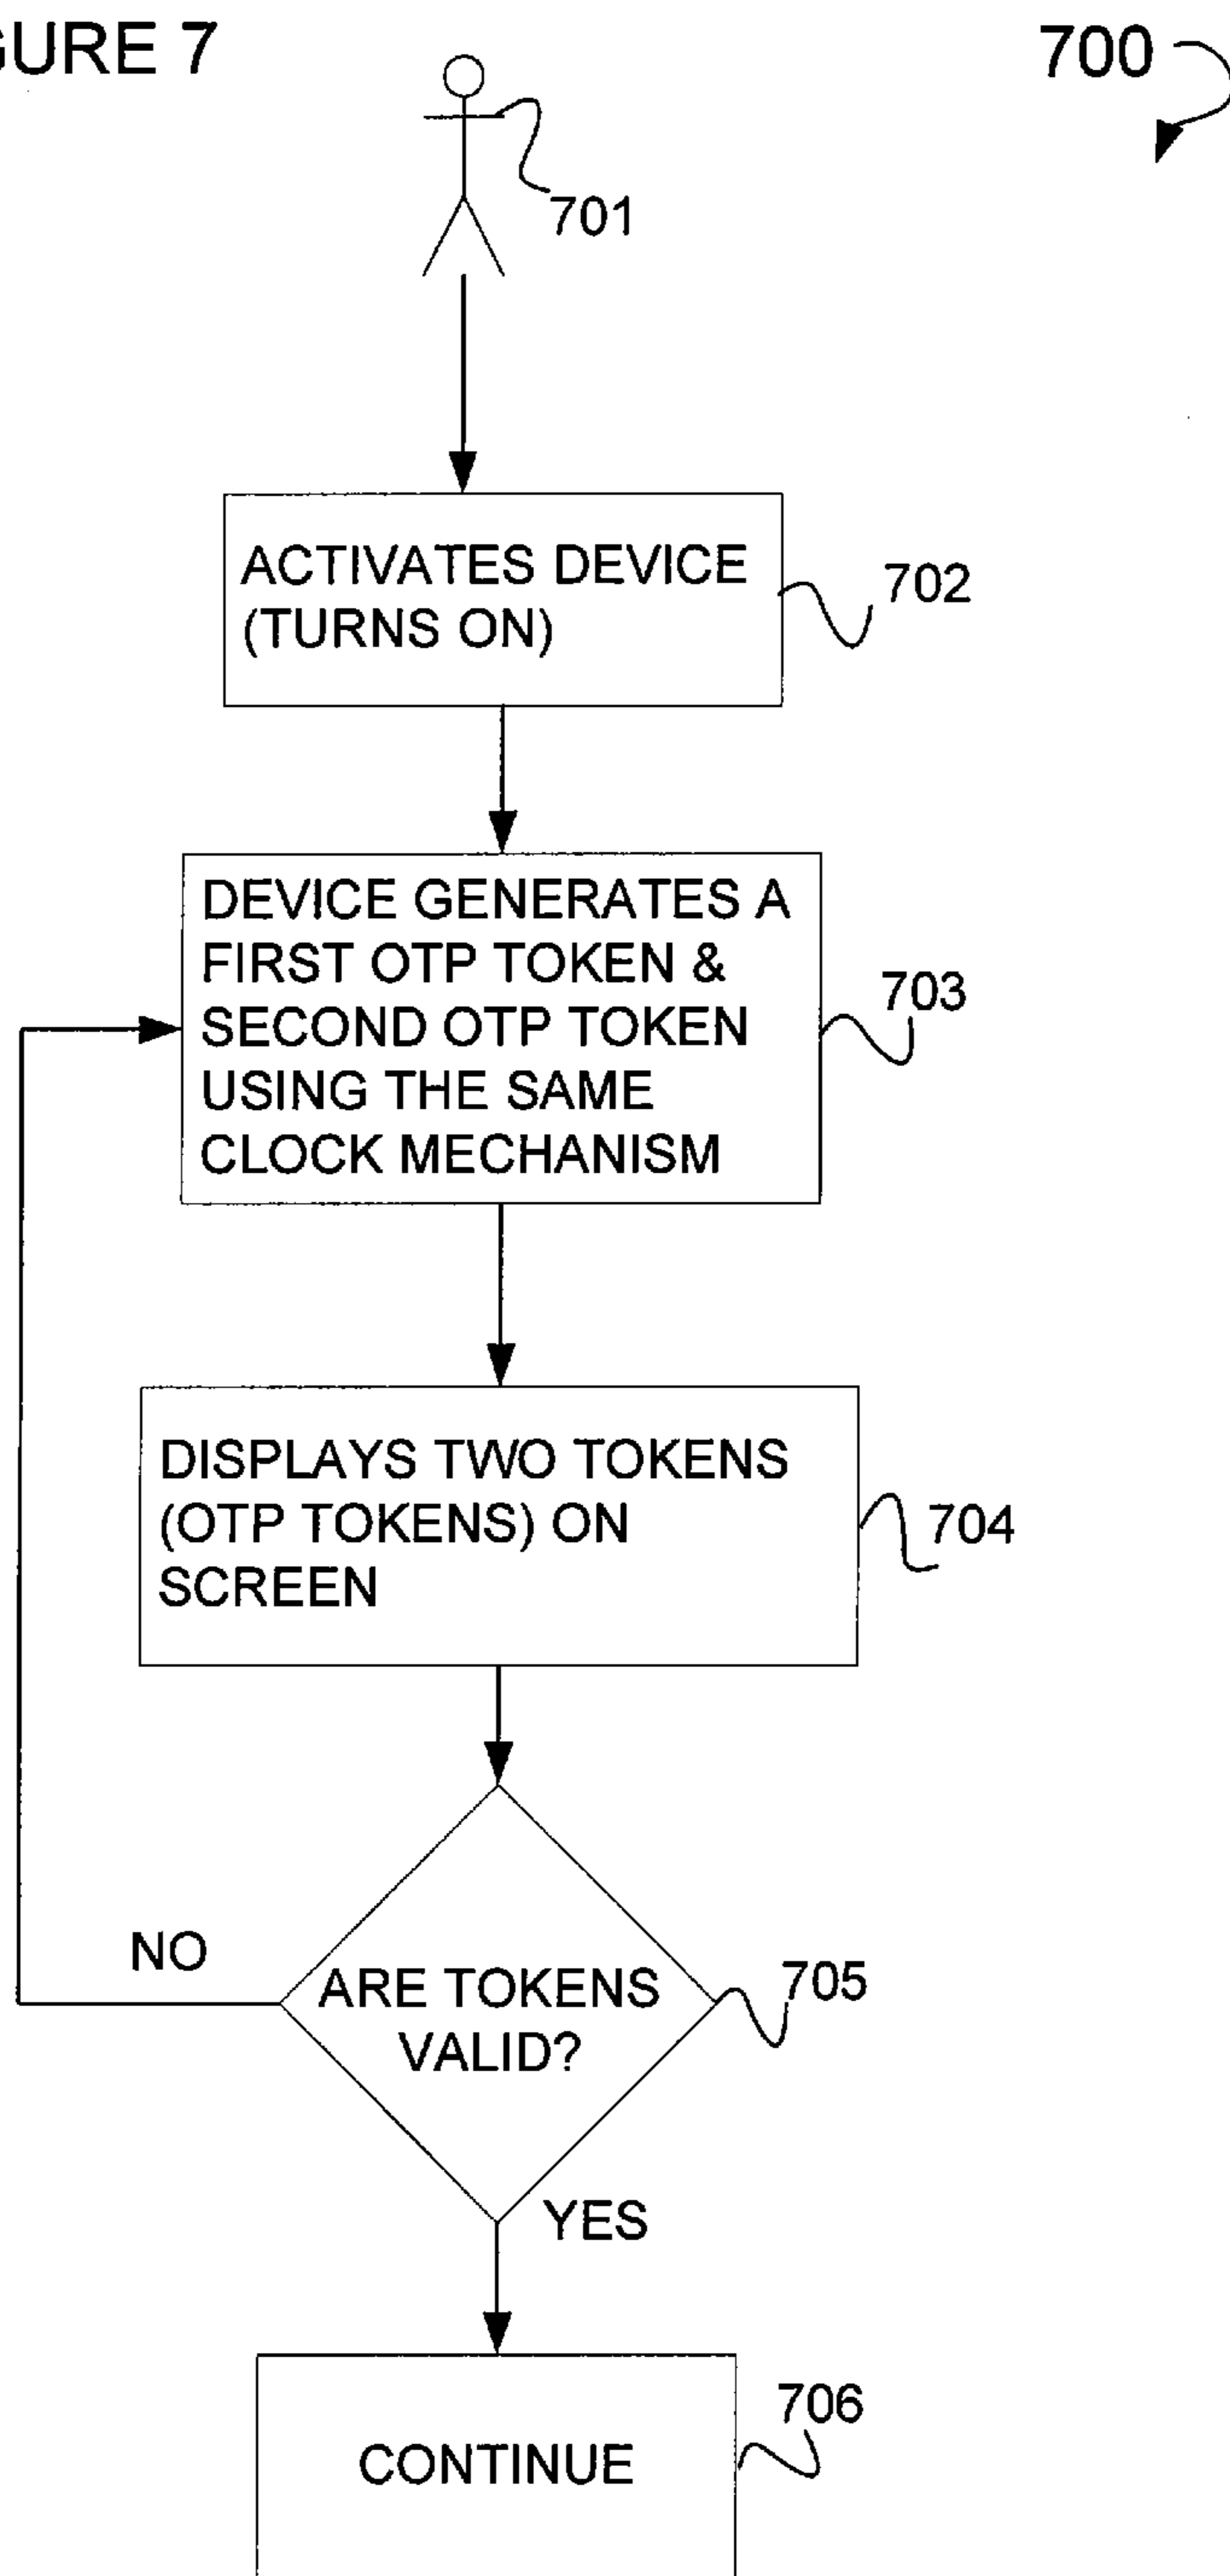 GURE 7
700
701
ACTIVATES DEVICE
(TURNS ON)
702
DEVICE GENERATES A
FIRST OTP TOKEN &
SECOND OTP TOKEN
USING THE SAME
CLOCK MECHANISM
703
DISPLAYS TWO TOKENS
(OTP TOKENS) ON
SCREEN
704
NO
ARE TOKENS
VALID?
705
YES
CONTINUE
706